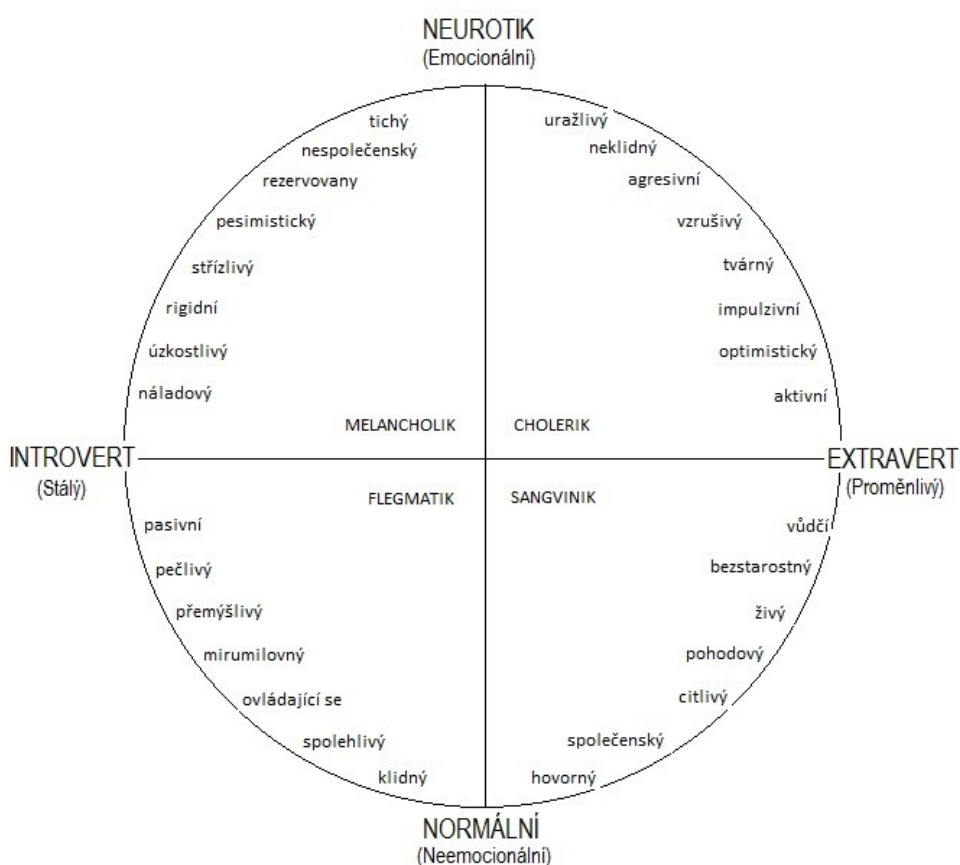 NEUROTIK
(Emocionální)
tichý
nespolečenský
rezervovany
pesimistický
střízlivý
rigidní
úzkostlivý
náladový
MELANCHOLIK
uražlivý
neklidný
agresivní
vzrušivý
tvárný
impulzivní
optimistický
aktivní
CHOLERIK
INTROVERT
(Stálý)
EXTRAVERT
(Proměnlivý)
FLEGMATIK
pasivní
pečlivý
přemýšlivý
mirumilovný
ovládající se
spolehlivý
klidný
SANGVINIK
vůdčí
bezstarostný
živý
pohodový
citlivý
společenský
hovorný
NORMÁLNÍ
(Neemocionální)